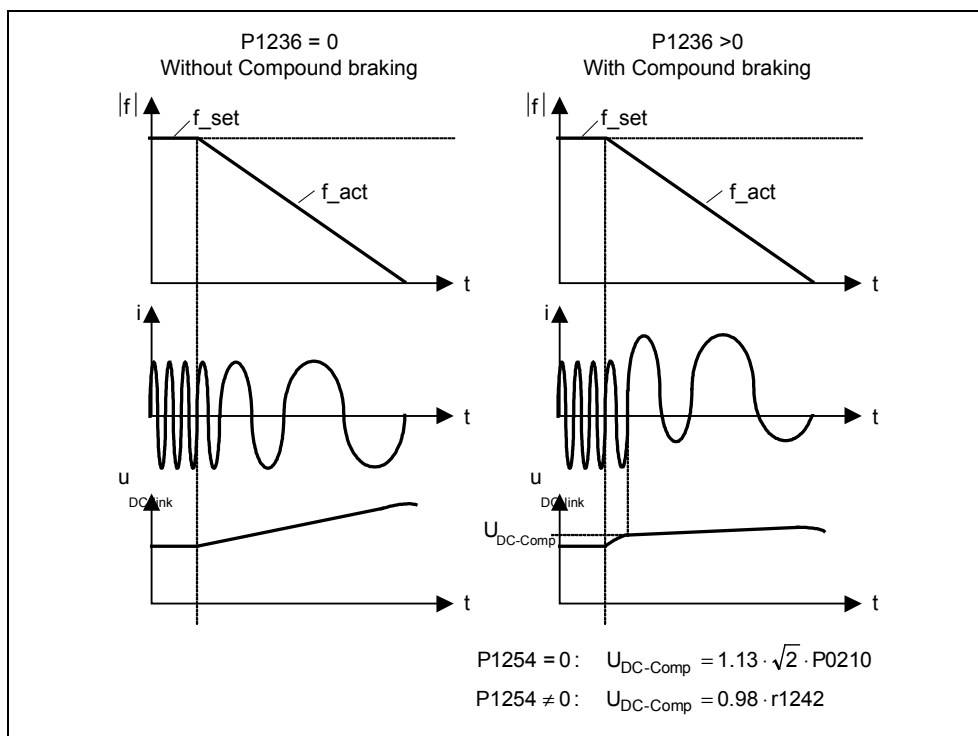 P1236 = 0
Without Compound braking
P1236 >0
With Compound braking
|f|
f_set
f_act
t
|f|
f_set
f_act
t
i
t
i
t
u
DC-link
t
u
DC-link
U_DC-Comp
t
P1254 = 0: U_DC-Comp = 1.13 · √2 · P0210
P1254 ≠ 0: U_DC-Comp = 0.98 · r1242